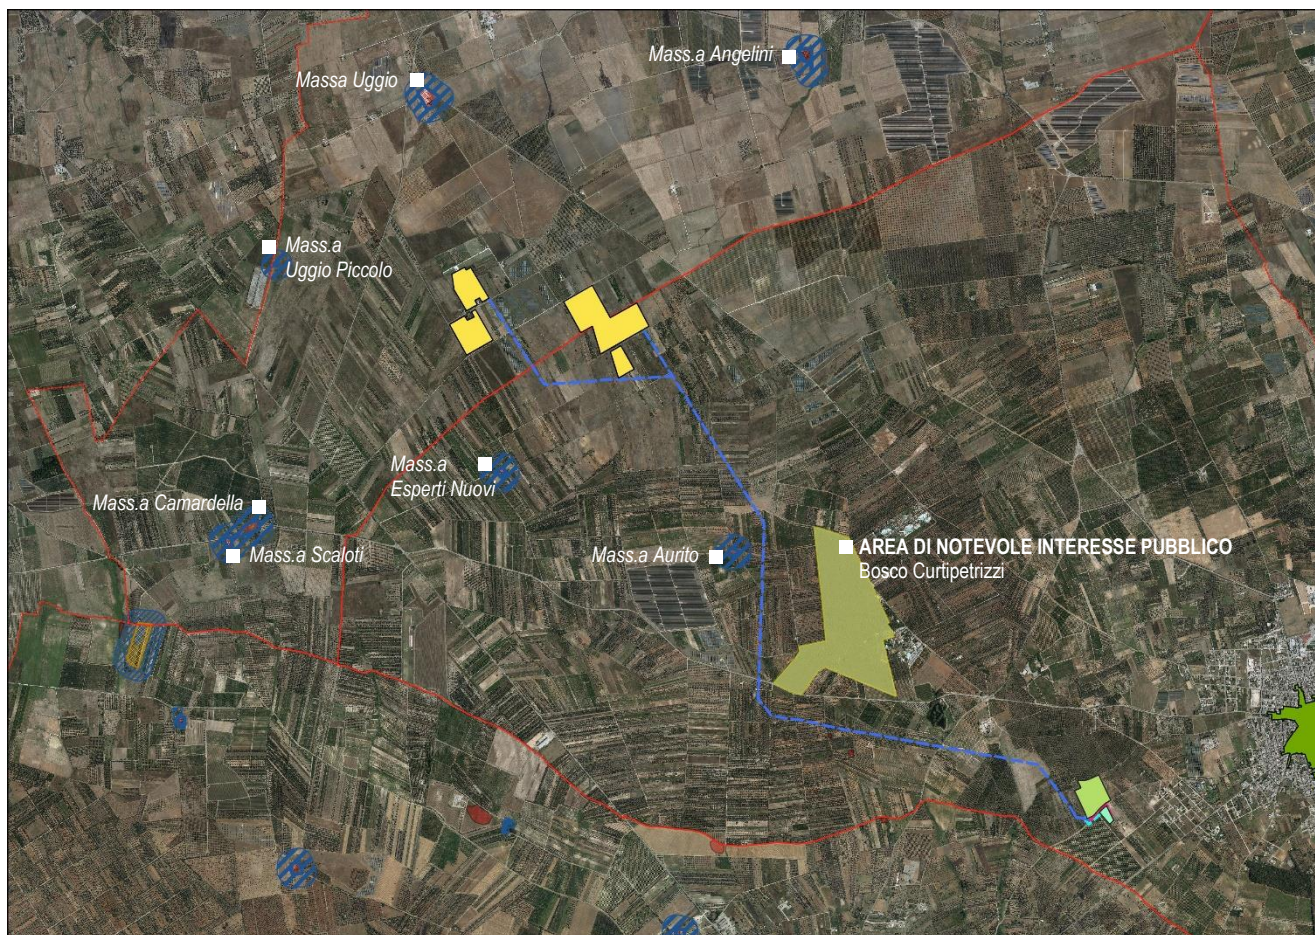 Mass.a Angelini
Massa Uggio
Mass.a
Uggio Piccolo
Mass.a
Esperti Nuovi
Mass.a Camardella
Mass.a Scaloti
Mass.a Aurito
AREA DI NOTEVOLE INTERESSE PUBBLICO
Bosco Curtipetrizzi